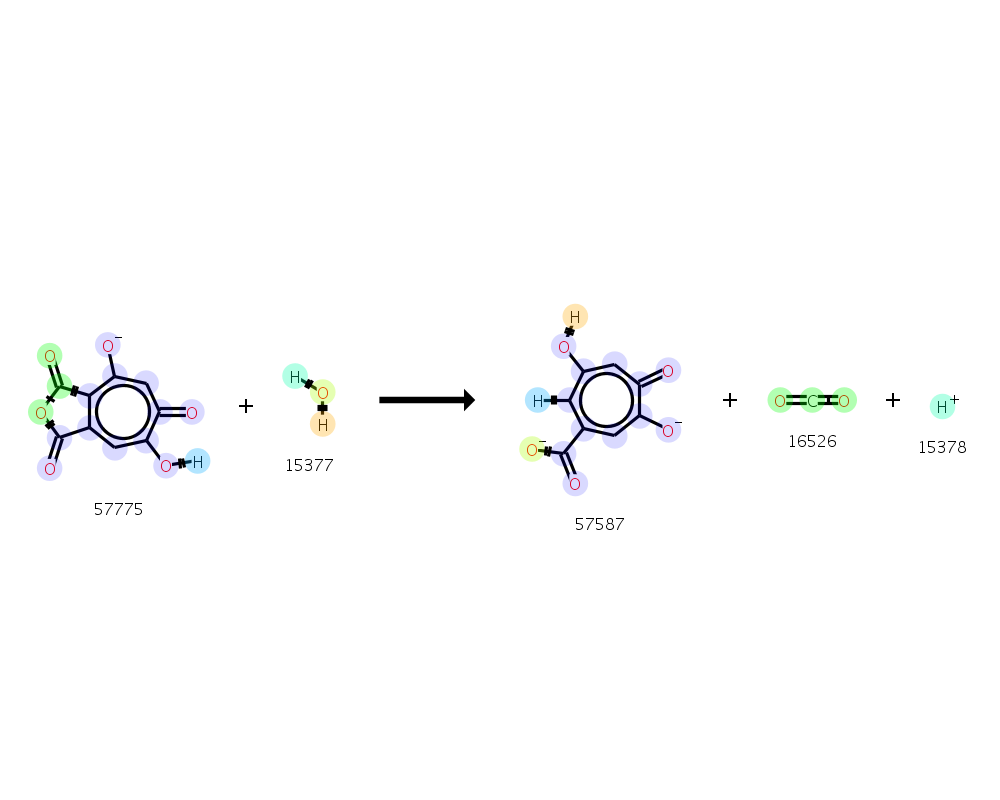 H
O O⁻ O
O O + H O H + O=C=O + H⁺
H
O O O H
O⁻ O⁻
O
57775 15377 57587 16526 15378